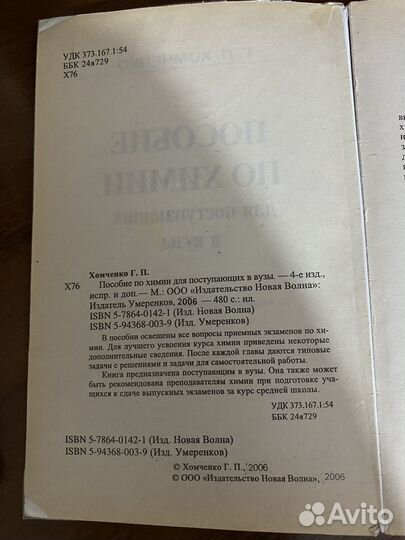 УДК 373.167.1:54
ББК 24я729
Х76
Хомченко Г. П.
Х76 Пособие по химии для поступающих в вузы. — 4-е изд.,
испр. и доп.— М.: ООО «Издательство Новая Волна»:
Издатель Умеренков, 2006 — 480 с.: ил.
ISBN 5-7864-0142-1 (Изд. Новая Волна)
ISBN 5-94368-003-9 (Изд. Умеренков)
В пособии освещены все вопросы приемных экзаменов по хи-
мии. Для лучшего усвоения курса химии приведены некоторые
дополнительные сведения. После каждой главы даются типовые
задачи с решениями и задачи для самостоятельной работы.
Книга предназначена поступающим в вузы. Она также может
быть рекомендована преподавателям химии при подготовке уча-
щихся к сдаче выпускных экзаменов за курс средней школы.
УДК 373.167.1:54
ББК 24я729
ISBN 5-7864-0142-1 (Изд. Новая Волна)
ISBN 5-94368-003-9 (Изд. Умеренков)
© Хомченко Г. П., 2006
© ООО «Издательство Новая Волна», 2006
Avito